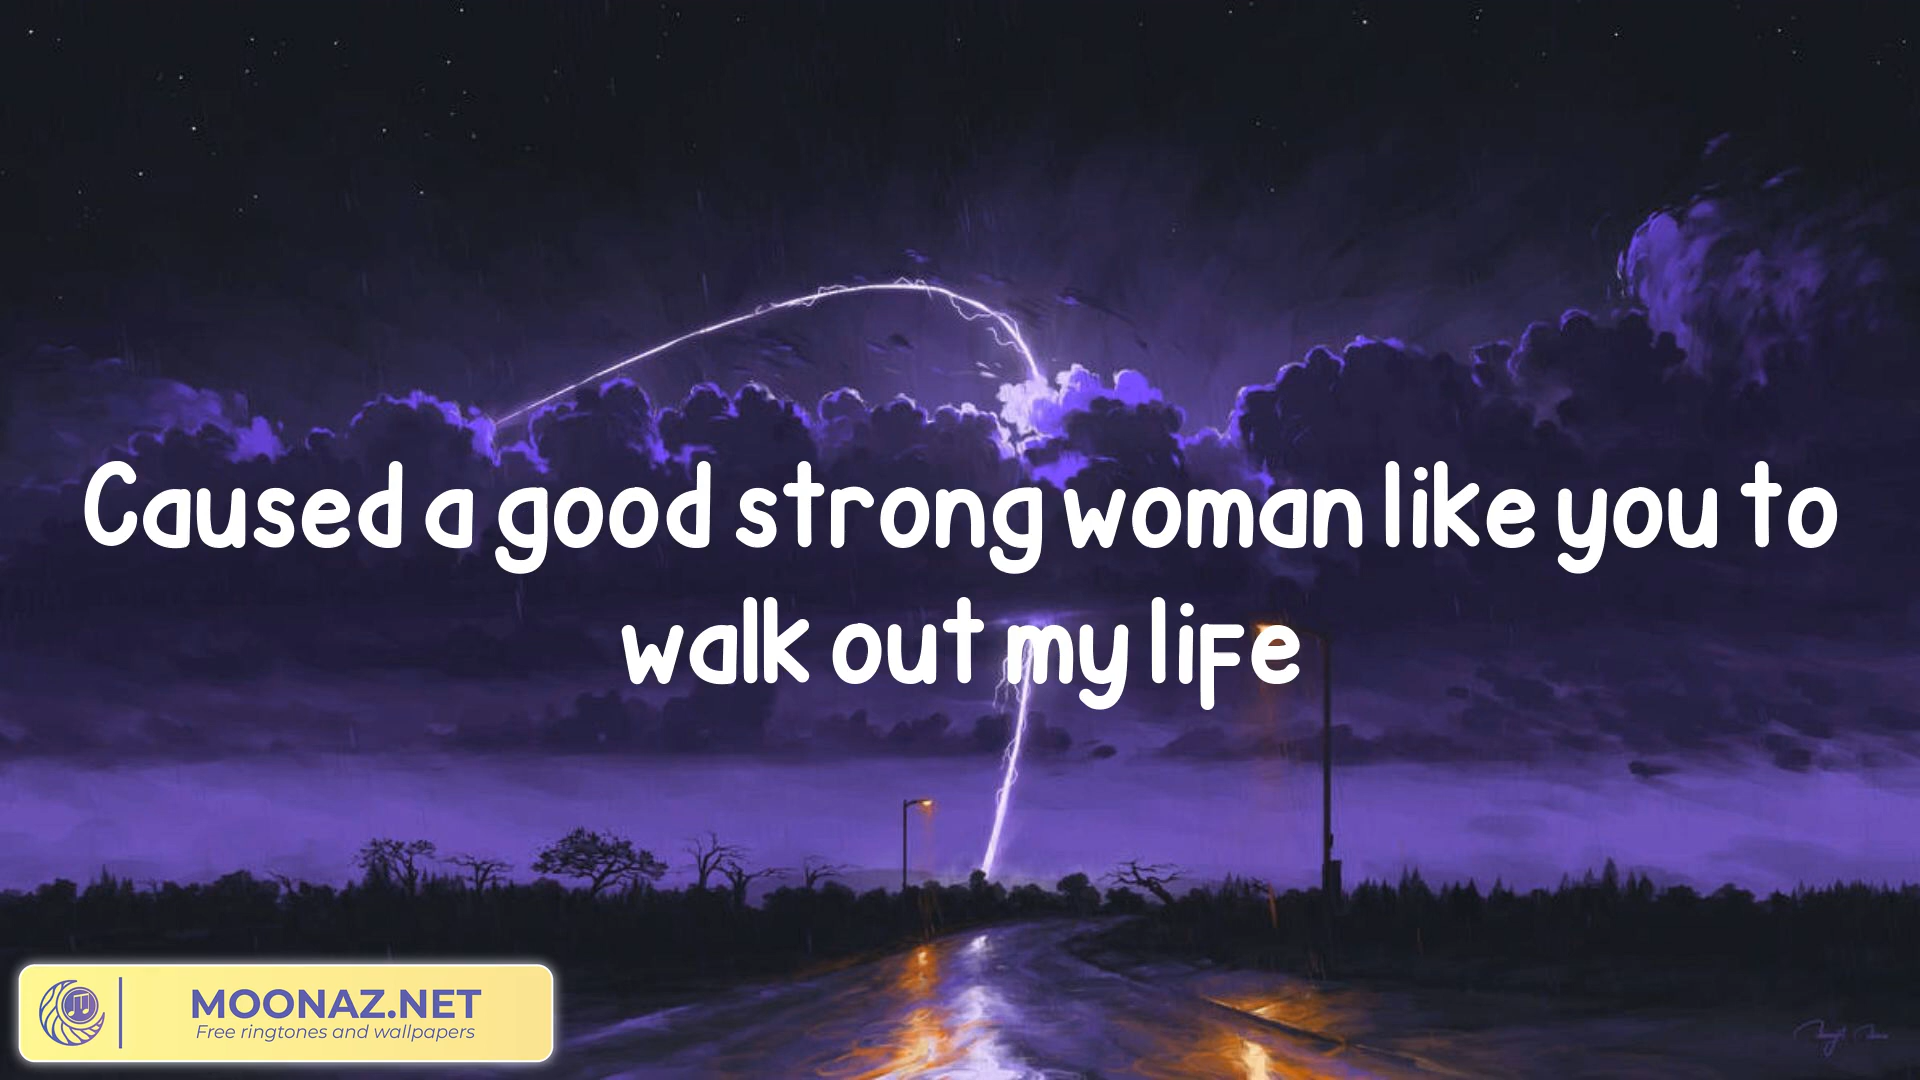 Caused a good strong woman like you to
walk out my life
MOONAZ.NET
Free ringtones and wallpapers